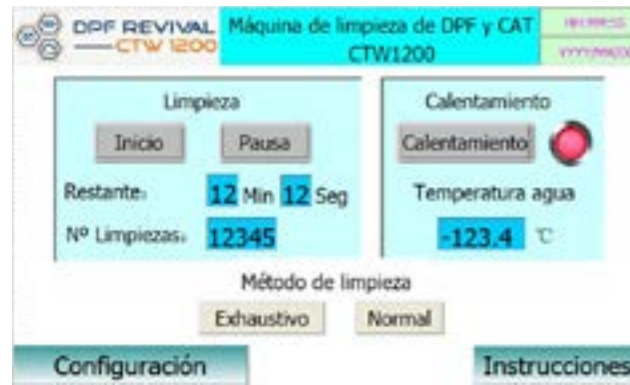 DPF REVIVAL
CTW 1200
Máquina de limpieza de DPF y CAT
CTW1200
Limpieza
Inicio Pausa
Restante: 12 Min 12 Seg
Nº Limpiezas: 12345
Calentamiento
Calentamiento
Temperatura agua
-123.4 ℃
Método de limpieza
Exhaustivo Normal
Configuración
Instrucciones